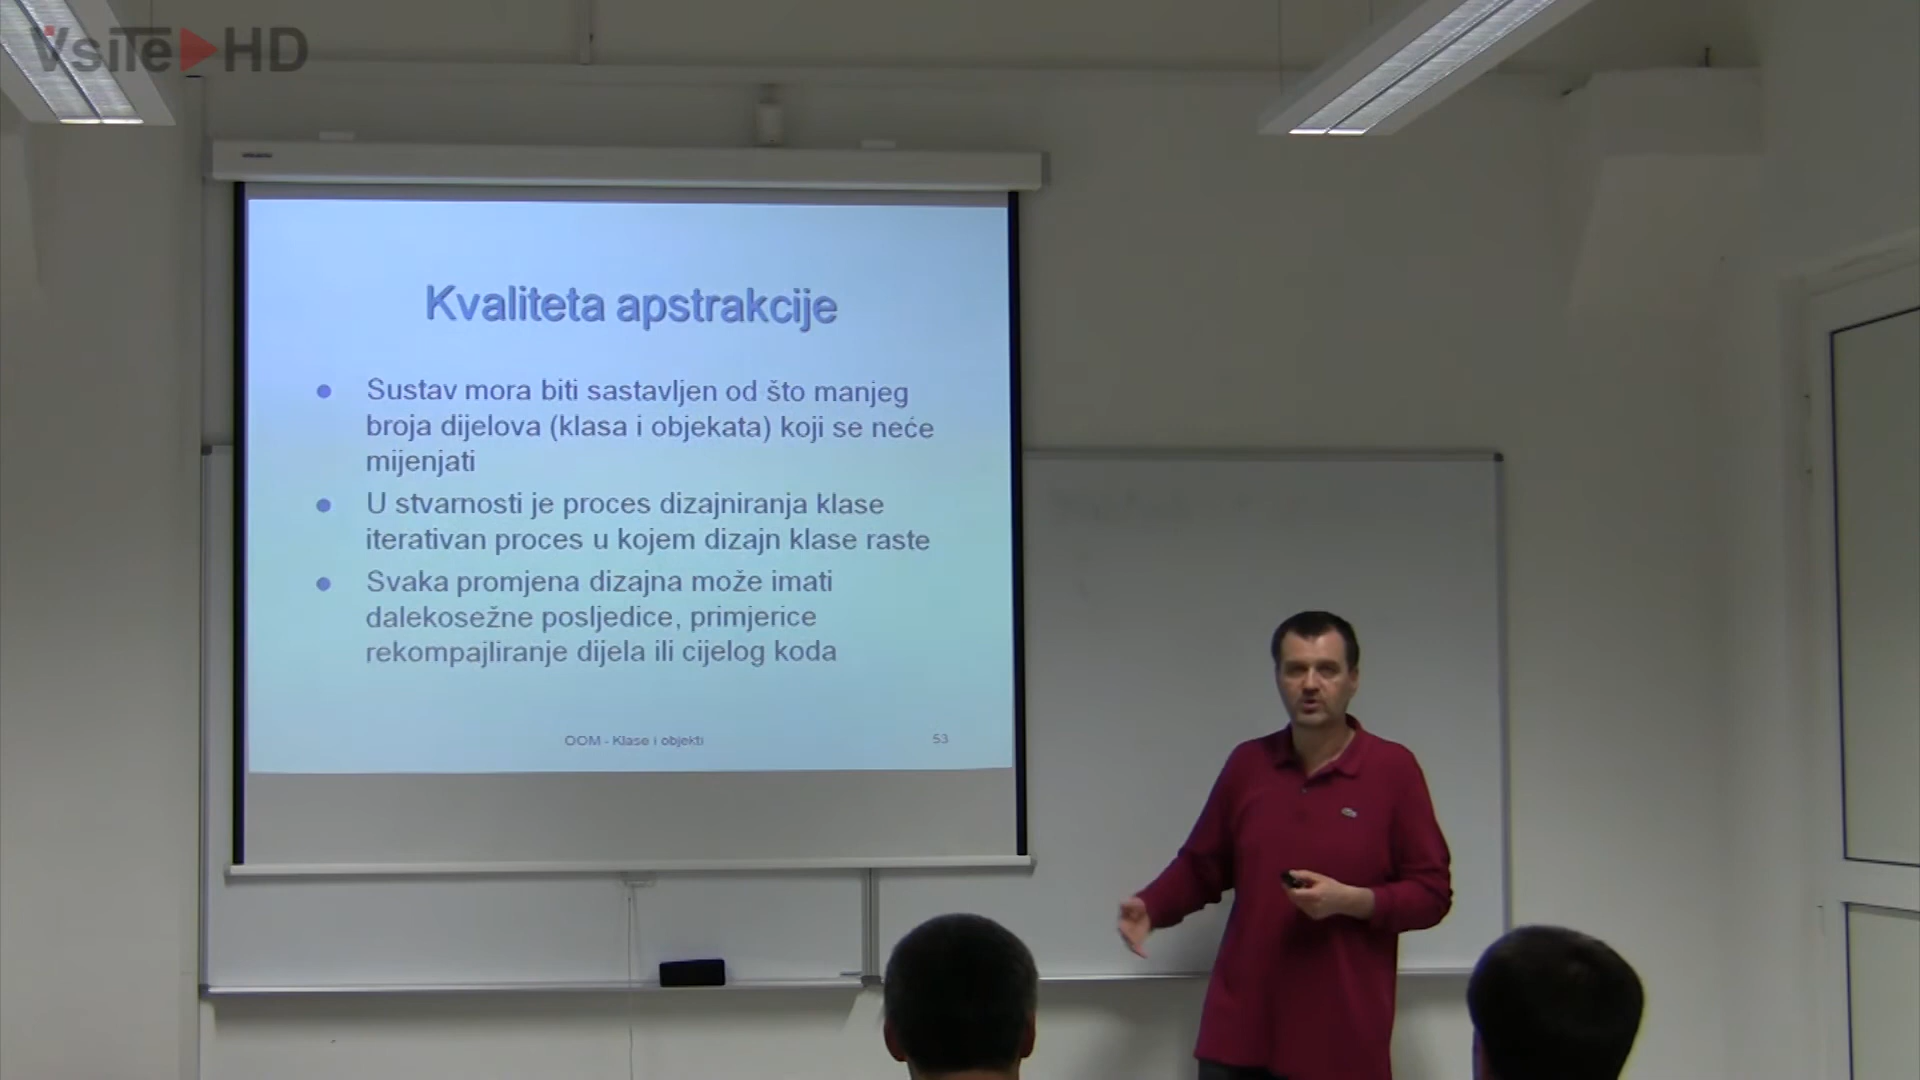 VsiTe HD
Kvaliteta apstrakcije
Sustav mora biti sastavljen od što manjeg
broja dijelova (klasa i objekata) koji se neće
mijenjati
U stvarnosti je proces dizajniranja klase
iterativan proces u kojem dizajn klase raste
Svaka promjena dizajna može imati
dalekosežne posljedice, primjerice
rekompajliranje dijela ili cijelog koda
OOM - Klase i objekti
53